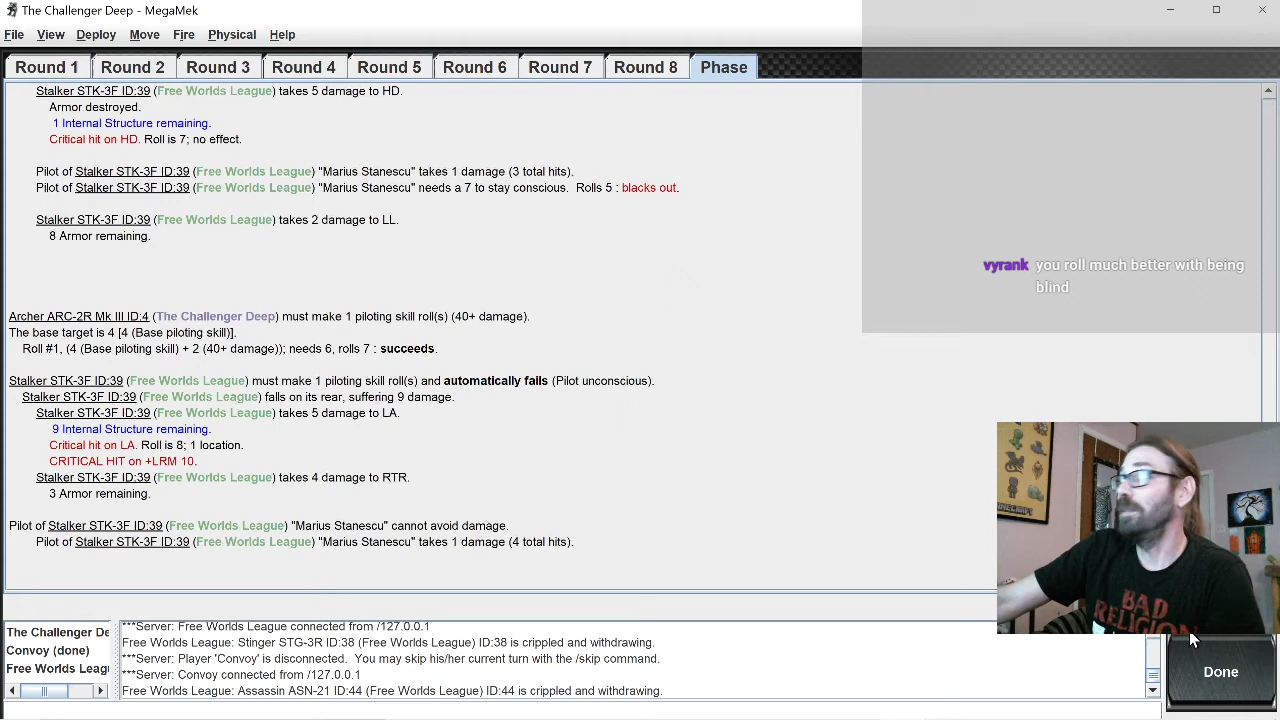 The Challenger Deep - MegaMek
File View Deploy Move Fire Physical Help
Round 1 Round 2 Round 3 Round 4 Round 5 Round 6 Round 7 Round 8 Phase
Stalker STK-3F ID:39 (Free Worlds League) takes 5 damage to HD.
Armor destroyed.
1 Internal Structure remaining.
Critical hit on HD. Roll is 7; no effect.
Pilot of Stalker STK-3F ID:39 (Free Worlds League) "Marius Stanescu" takes 1 damage (3 total hits).
Pilot of Stalker STK-3F ID:39 (Free Worlds League) "Marius Stanescu" needs a 7 to stay conscious. Rolls 5 : blacks out.
Stalker STK-3F ID:39 (Free Worlds League) takes 2 damage to LL.
8 Armor remaining.
vyrank you roll much better with being
blind
Archer ARC-2R Mk III ID:4 (The Challenger Deep) must make 1 piloting skill roll(s) (40+ damage).
The base target is 4 [4 (Base piloting skill)].
Roll #1, (4 (Base piloting skill) + 2 (40+ damage)); needs 6, rolls 7 : succeeds.
Stalker STK-3F ID:39 (Free Worlds League) must make 1 piloting skill roll(s) and automatically fails (Pilot unconscious).
Stalker STK-3F ID:39 (Free Worlds League) falls on its rear, suffering 9 damage.
Stalker STK-3F ID:39 (Free Worlds League) takes 5 damage to LA.
9 Internal Structure remaining.
Critical hit on LA. Roll is 8; 1 location.
CRITICAL HIT on +LRM 10.
Stalker STK-3F ID:39 (Free Worlds League) takes 4 damage to RTR.
3 Armor remaining.
Pilot of Stalker STK-3F ID:39 (Free Worlds League) "Marius Stanescu" cannot avoid damage.
Pilot of Stalker STK-3F ID:39 (Free Worlds League) "Marius Stanescu" takes 1 damage (4 total hits).
MINECRAFT
BAD
RELIGION
The Challenger De
Convoy (done)
Free Worlds Leagu
***Server: Free Worlds League connected from /127.0.0.1
Free Worlds League: Stinger STG-3R ID:38 (Free Worlds League) ID:38 is crippled and withdrawing.
***Server: Player 'Convoy' is disconnected. You may skip his/her current turn with the /skip command.
***Server: Convoy connected from /127.0.0.1
Free Worlds League: Assassin ASN-21 ID:44 (Free Worlds League) ID:44 is crippled and withdrawing.
Done